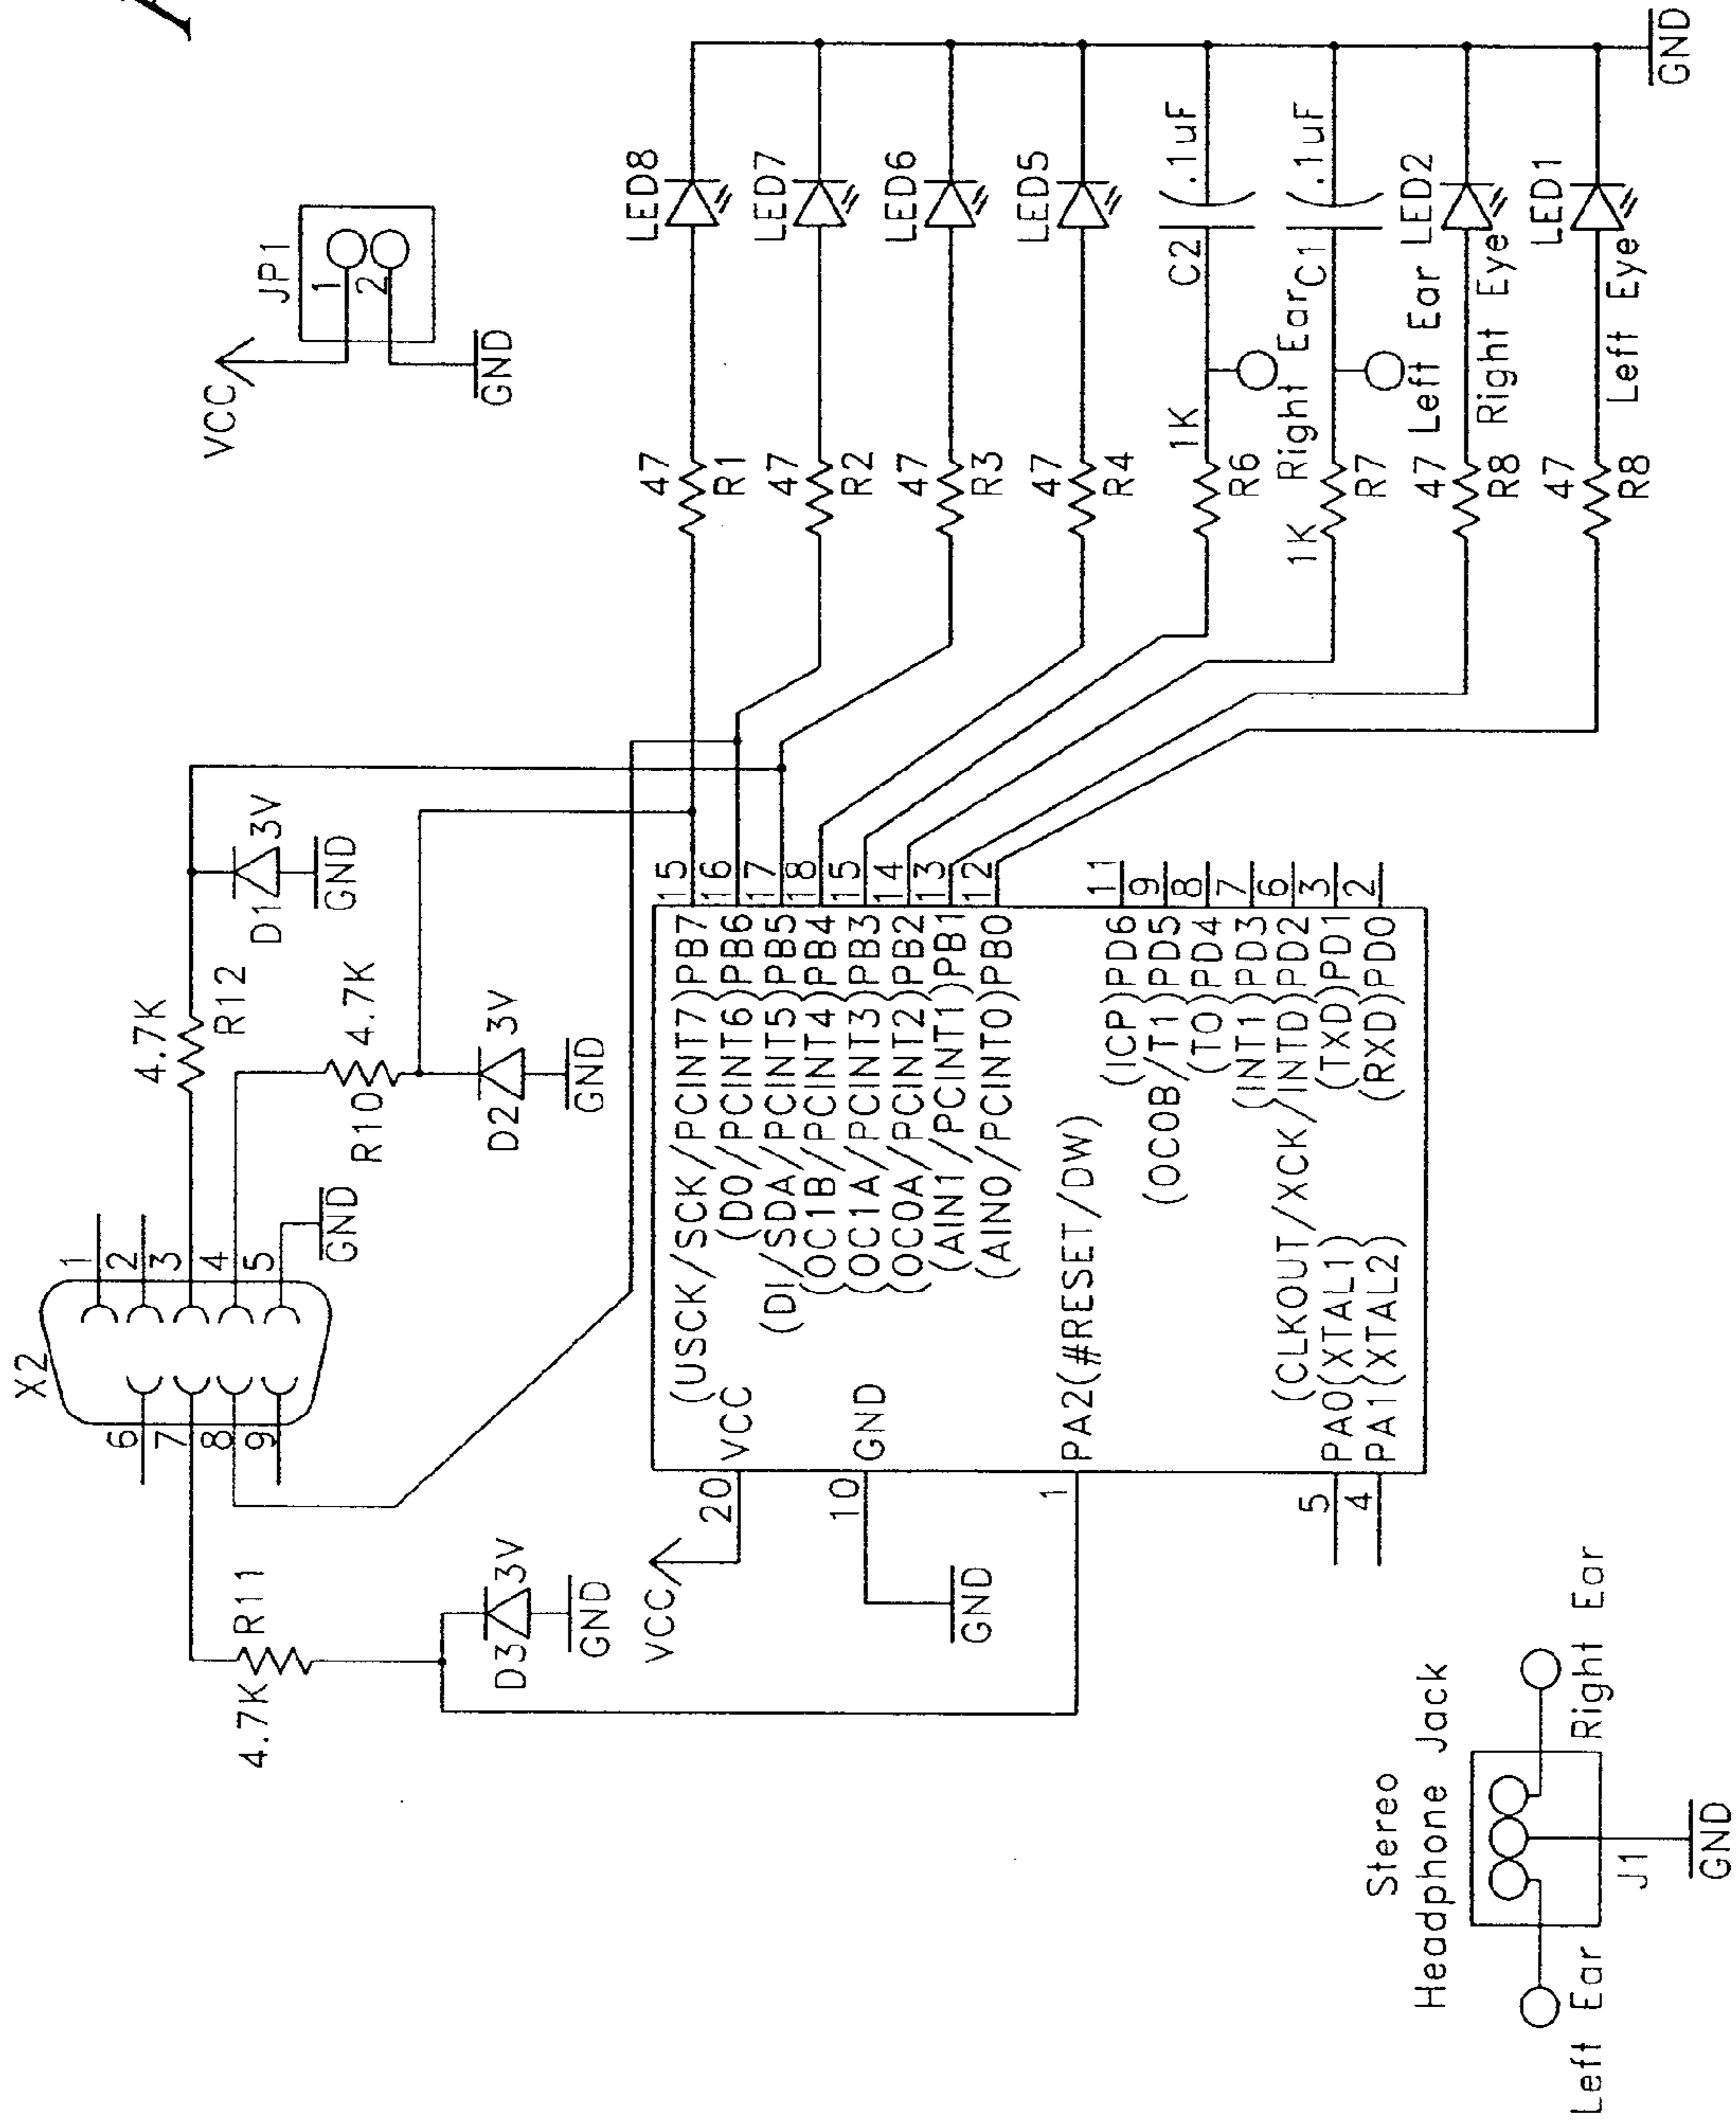 X2
1
2
3
4
5
6
7
8
9
GND
4.7K
R12
D1
3V
GND
R10
4.7K
D2
3V
GND
R11
4.7K
D3
3V
GND
JP1
1
2
VCC
GND
VCC
20
VCC
10
GND
GND
1
PA2(#RESET/DW)
5
PA0(XTAL1)
4
PA1(XTAL2)
(USCK/SCK/PCINT7)PB7
15
(DO/PCINT6)PB6
16
(DI/SDA/PCINT5)PB5
17
(OC1B/PCINT4)PB4
18
(OC1A/PCINT3)PB3
15
(OC0A/PCINT2)PB2
14
(AIN1/PCINT1)PB1
13
(AIN0/PCINT0)PB0
12
(ICP)PD6
11
(OC0B/T1)PD5
9
(TO)PD4
8
(INT1)PD3
7
(CLKOUT/XCK/INTD)PD2
6
(TXD)PD1
3
(RXD)PD0
2
47
R1
LED8
47
R2
LED7
47
R3
LED6
47
R4
LED5
1K
R6
C2
.1uF
Right Ear
1K
R7
C1
.1uF
Left Ear
47
R8
LED2
Right Eye
47
R8
LED1
Left Eye
GND
Stereo
Headphone Jack
Left Ear
Right Ear
J1
GND